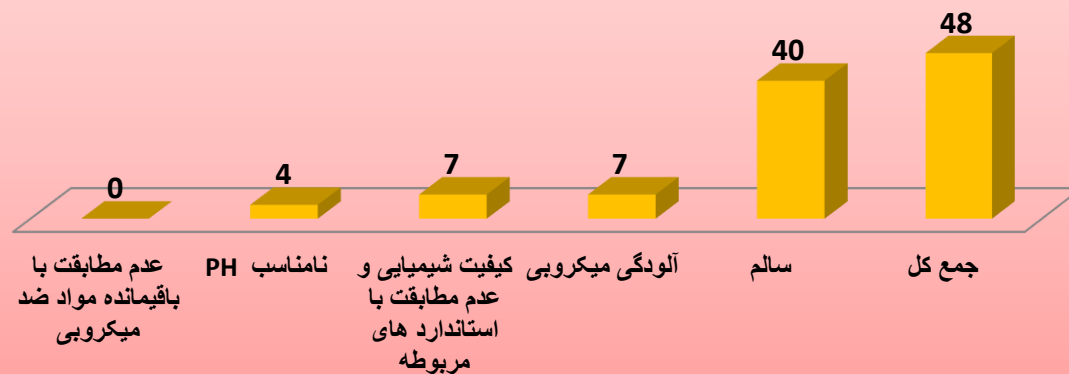 48
40
7
7
4
0
جمع کل
سالم
آلودگی میکروبی
کیفیت شیمیایی و
عدم مطابقت با
استاندارد های
مربوطه
PH نامناسب
عدم مطابقت با
باقیمانده مواد ضد
میکروبی